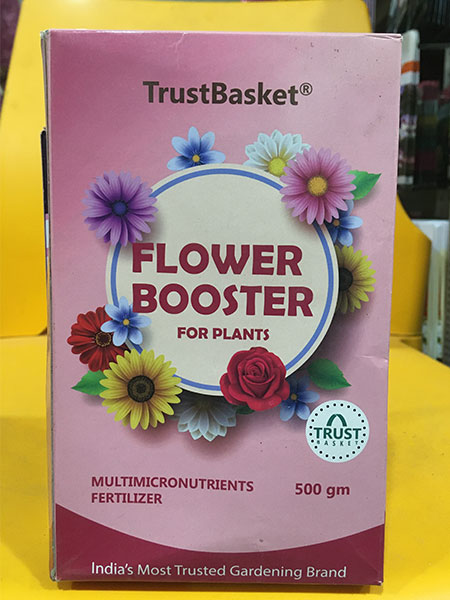 TrustBasket®
FLOWER
BOOSTER
FOR PLANTS
TRUST
BASKET
MULTIMICRONUTRIENTS
FERTILIZER
500 gm
India's Most Trusted Gardening Brand